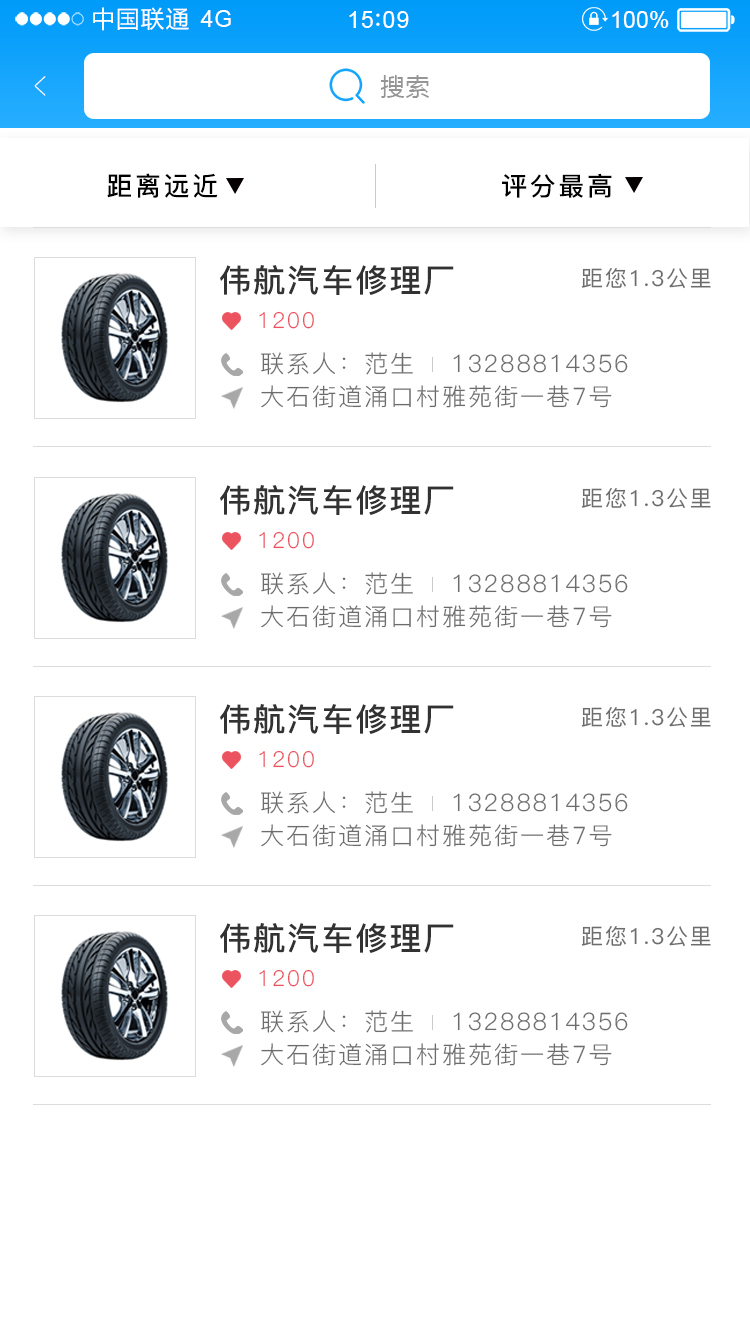 中国联通 4G 15:09 100%
搜索
距离远近▼ 评分最高▼
伟航汽车修理厂 距您1.3公里
1200
联系人：范生 | 13288814356
大石街道涌口村雅苑街一巷7号
伟航汽车修理厂 距您1.3公里
1200
联系人：范生 | 13288814356
大石街道涌口村雅苑街一巷7号
伟航汽车修理厂 距您1.3公里
1200
联系人：范生 | 13288814356
大石街道涌口村雅苑街一巷7号
伟航汽车修理厂 距您1.3公里
1200
联系人：范生 | 13288814356
大石街道涌口村雅苑街一巷7号